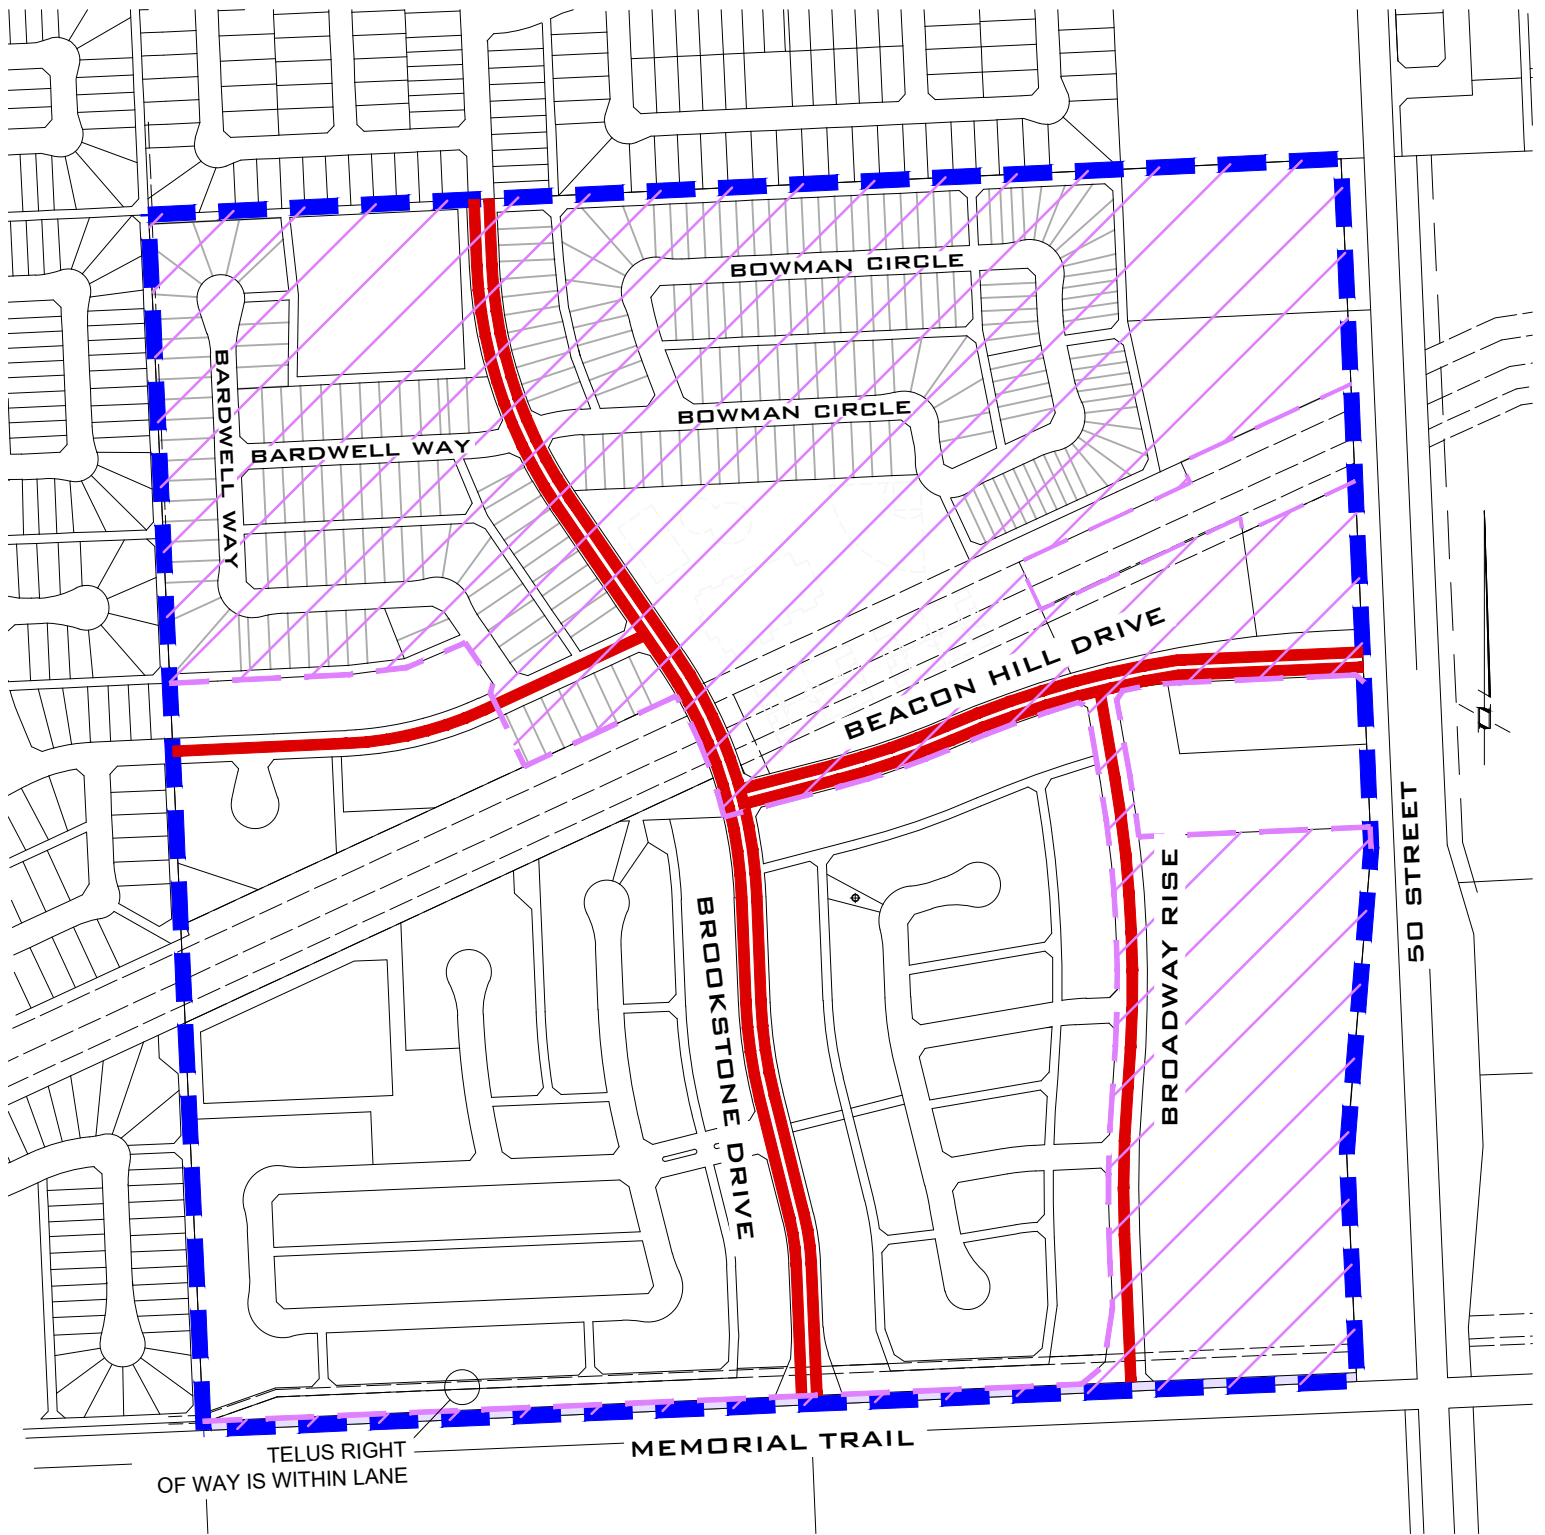 BOWMAN CIRCLE
BOWMAN CIRCLE
BARDWELL WAY
BARDWELL WAY
BEACON HILL DRIVE
BROOKSTONE DRIVE
BROADWAY RISE
50 STREET
MEMORIAL TRAIL
TELUS RIGHT
OF WAY IS WITHIN LANE